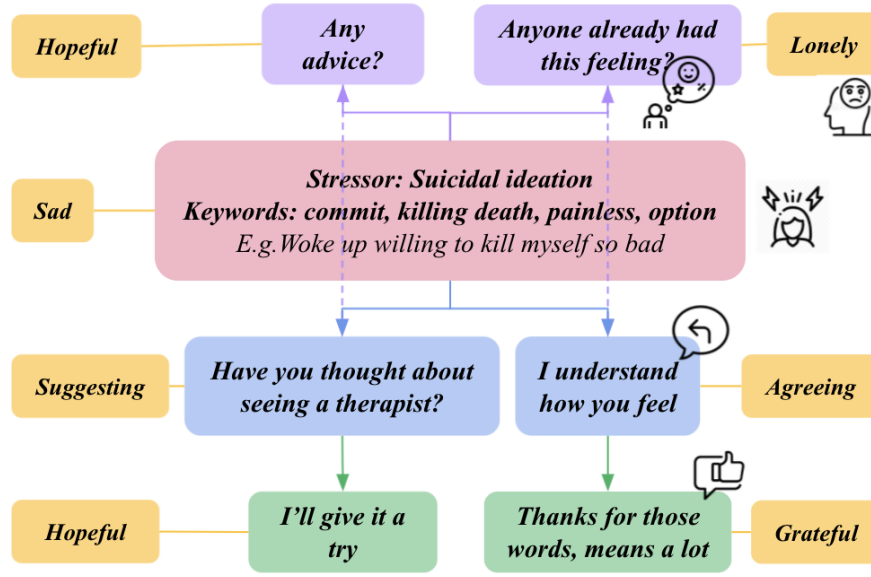 Hopeful
Any
advice?
Anyone already had
this feeling?
Lonely
Sad
Stressor: Suicidal ideation
Keywords: commit, killing death, painless, option
E.g.Woke up willing to kill myself so bad
Suggesting
Have you thought about
seeing a therapist?
I understand
how you feel
Agreeing
Hopeful
I'll give it a
try
Thanks for those
words, means a lot
Grateful